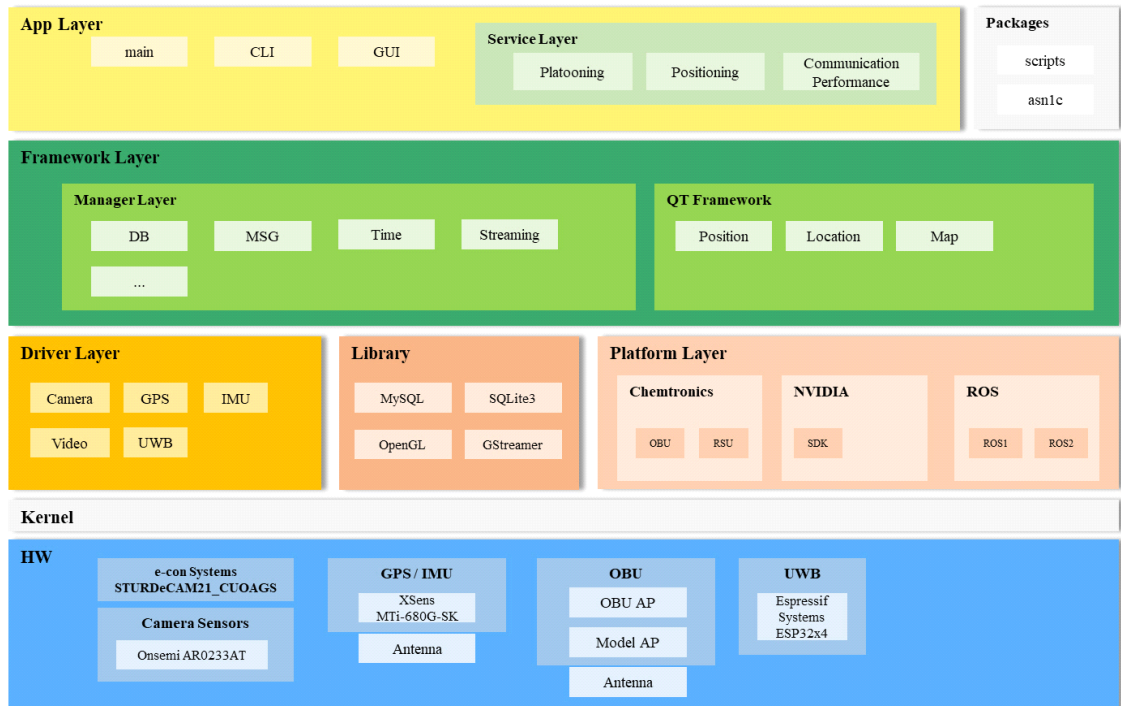 App Layer
main
CLI
GUI
Service Layer
Platooning
Positioning
Communication
Performance
Packages
scripts
asn1c
Framework Layer
Manager Layer
DB
MSG
Time
Streaming
...
QT Framework
Position
Location
Map
Driver Layer
Camera
GPS
IMU
Video
UWB
Library
MySQL
SQLite3
OpenGL
GStreamer
Platform Layer
Chemtronics
OBU
RSU
NVIDIA
SDK
ROS
ROS1
ROS2
Kernel
HW
e-con Systems
STURDeCAM21_CUOAGS
Camera Sensors
Onsemi AR0233AT
GPS / IMU
XSens
MTi-680G-SK
Antenna
OBU
OBU AP
Model AP
Antenna
UWB
Espressif
Systems
ESP32x4